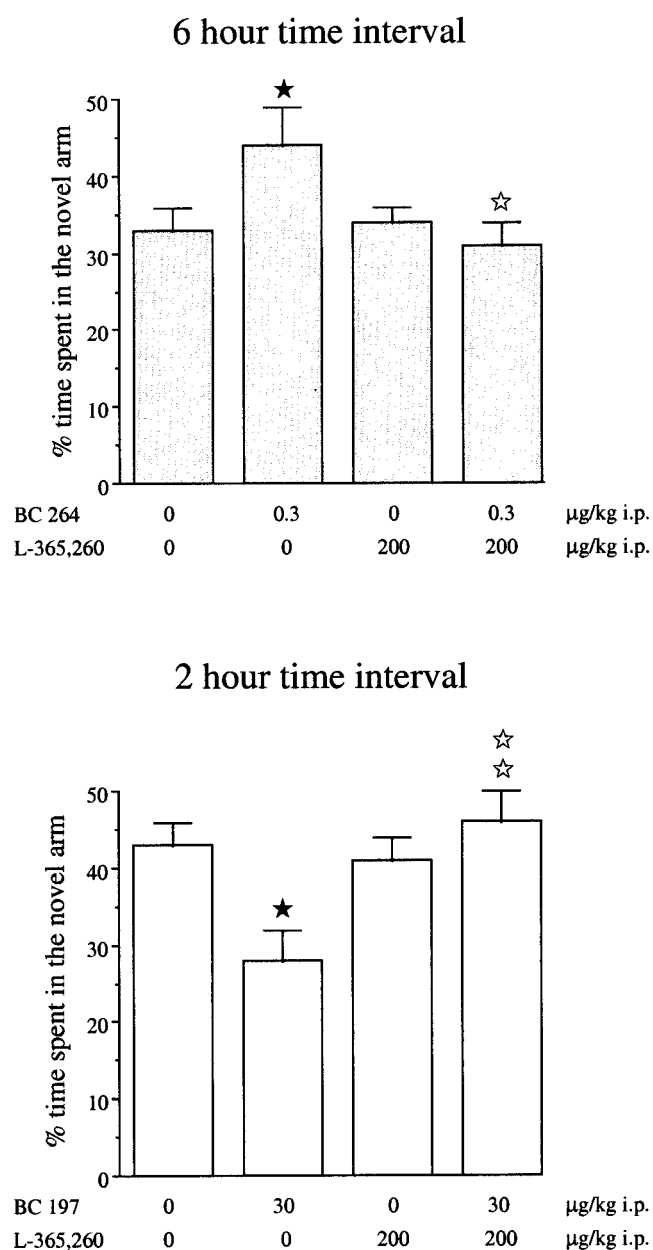 6 hour time interval
% time spent in the novel arm
50
40
30
20
10
0
BC 264 0 0.3 0 0.3 µg/kg i.p.
L-365,260 0 0 200 200 µg/kg i.p.
2 hour time interval
% time spent in the novel arm
50
40
30
20
10
0
BC 197 0 30 0 30 µg/kg i.p.
L-365,260 0 0 200 200 µg/kg i.p.